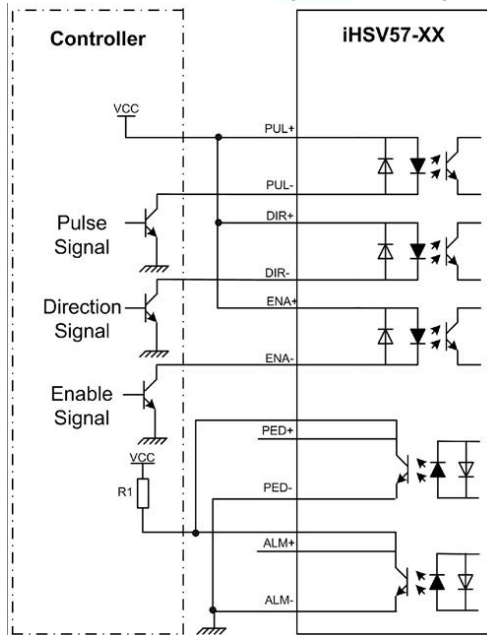 Controller
iHSV57-XX
VCC
PUL+
PUL-
Pulse
Signal
DIR+
DIR-
Direction
Signal
ENA+
ENA-
Enable
Signal
PED+
VCC
R1
PED-
ALM+
ALM-